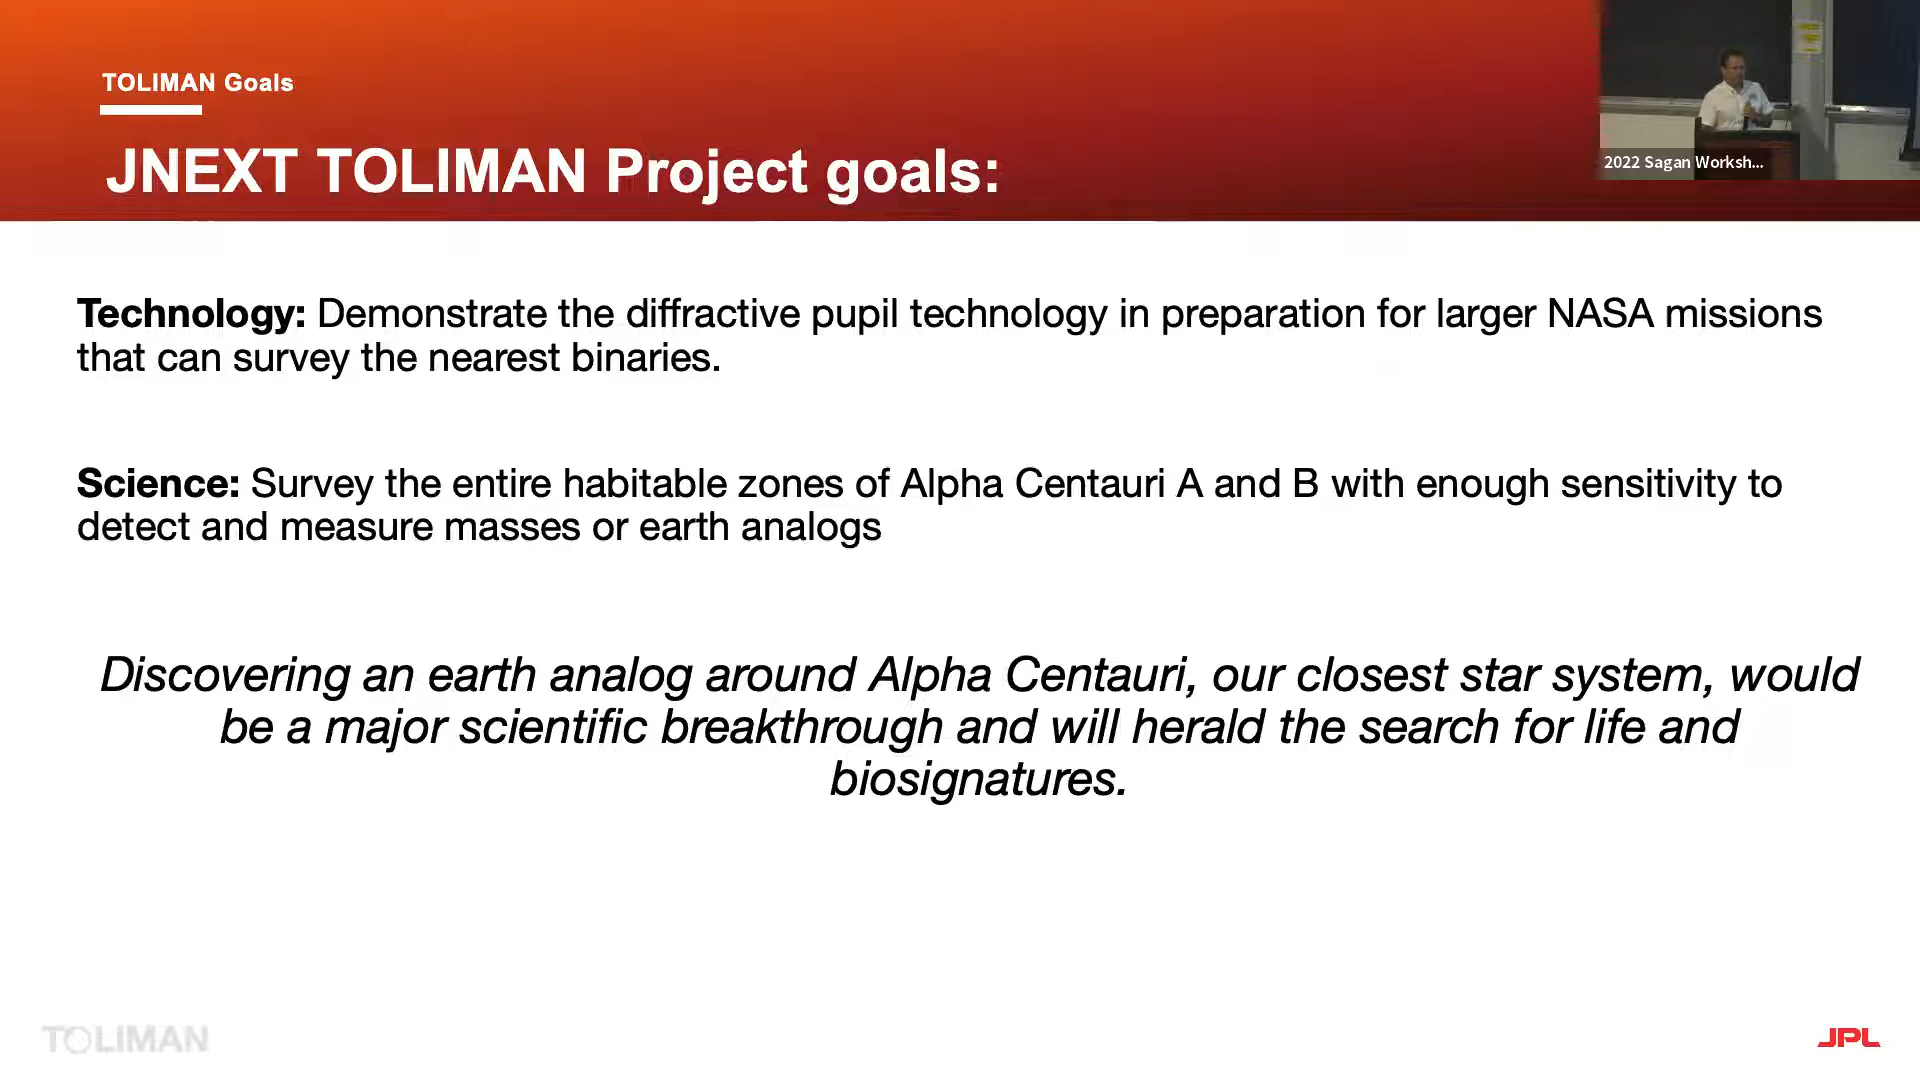 TOLIMAN Goals
JNEXT TOLIMAN Project goals:
2022 Sagan Worksh...
Technology: Demonstrate the diffractive pupil technology in preparation for larger NASA missions
that can survey the nearest binaries.
Science: Survey the entire habitable zones of Alpha Centauri A and B with enough sensitivity to
detect and measure masses or earth analogs
Discovering an earth analog around Alpha Centauri, our closest star system, would
be a major scientific breakthrough and will herald the search for life and
biosignatures.
TOLIMAN
JPL